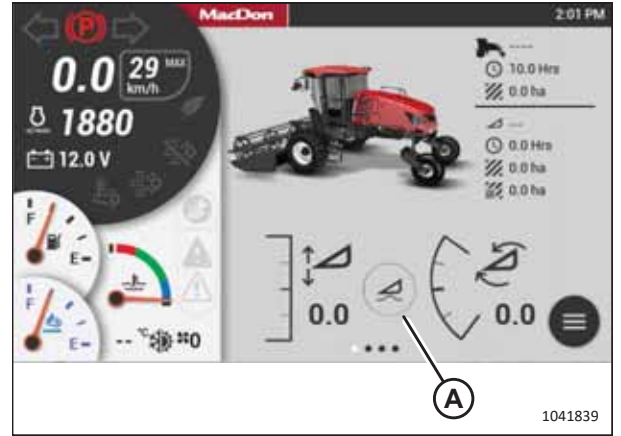 MacDon
2:01 PM
P
0.0
29 MAX
km/h
1880
12.0 V
----
10.0 Hrs
0.0 ha
---
0.0 Hrs
0.0 ha
0.0 ha
F
E
F
E
-- °C
0
0.0
0.0
A
1041839